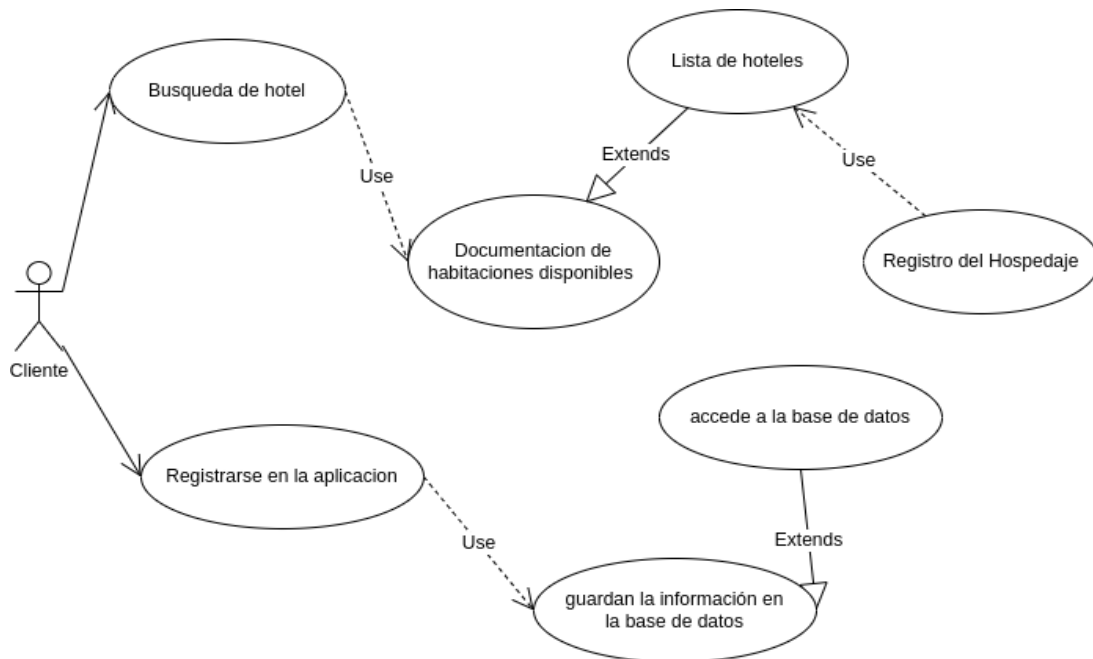 Busqueda de hotel
Lista de hoteles
Extends
Use
Use
Documentacion de
habitaciones disponibles
Registro del Hospedaje
Cliente
accede a la base de datos
Registrarse en la aplicacion
Use
Extends
guardan la información en
la base de datos